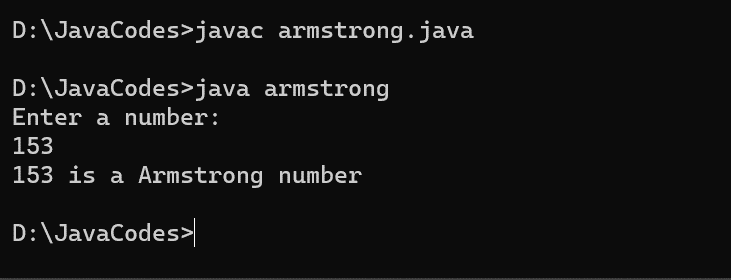 D:\JavaCodes>javac armstrong.java
D:\JavaCodes>java armstrong
Enter a number:
153
153 is a Armstrong number
D:\JavaCodes>